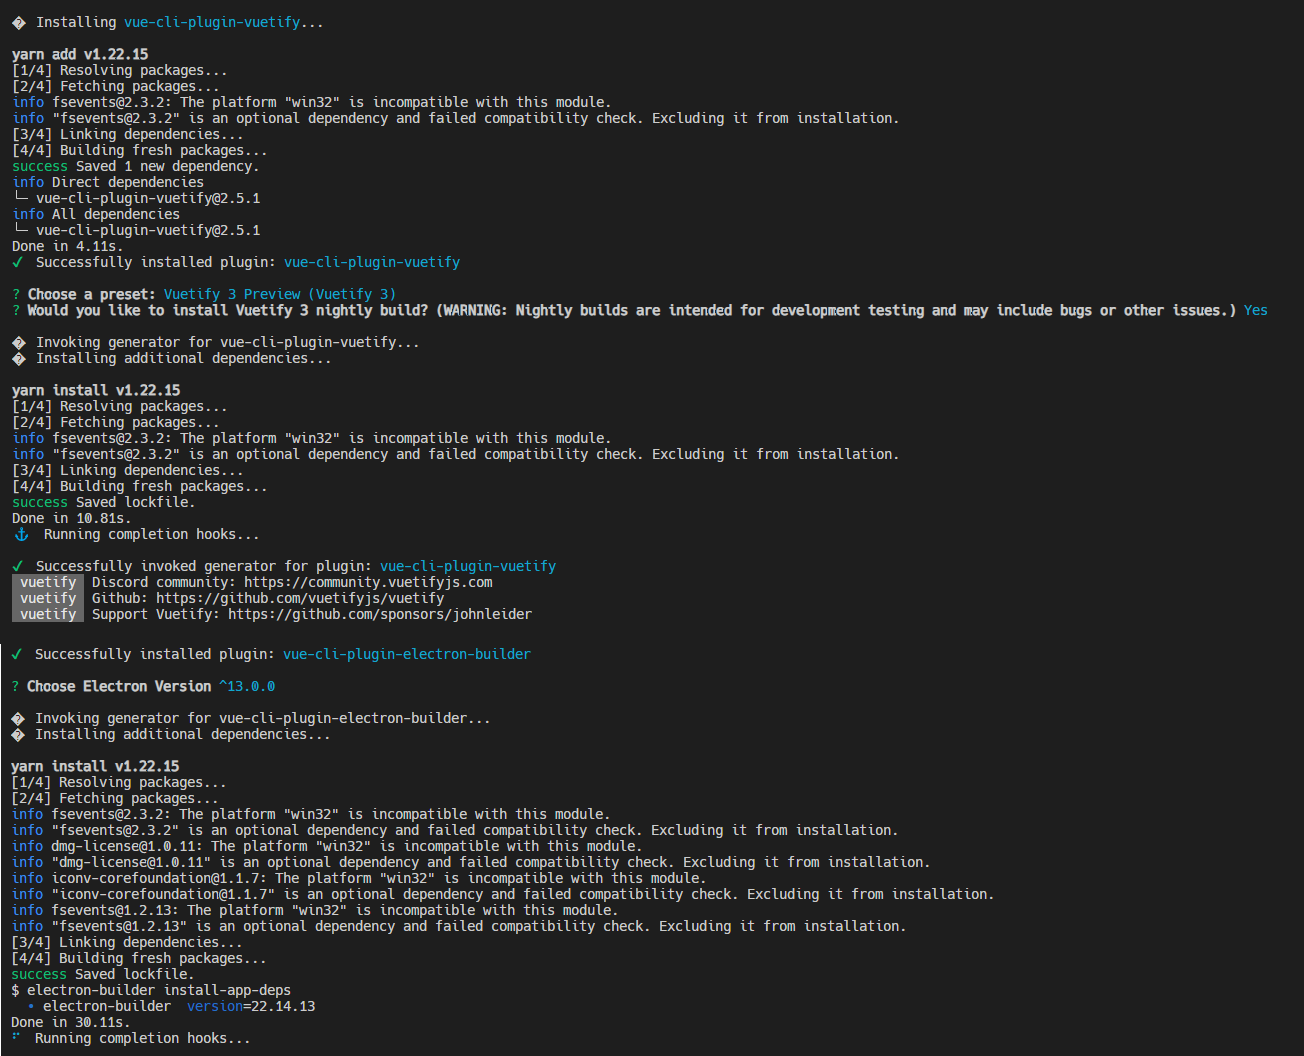 � Installing vue-cli-plugin-vuetify...
yarn add v1.22.15
[1/4] Resolving packages...
[2/4] Fetching packages...
info fsevents@2.3.2: The platform "win32" is incompatible with this module.
info "fsevents@2.3.2" is an optional dependency and failed compatibility check. Excluding it from installation.
[3/4] Linking dependencies...
[4/4] Building fresh packages...
success Saved 1 new dependency.
info Direct dependencies
└─ vue-cli-plugin-vuetify@2.5.1
info All dependencies
└─ vue-cli-plugin-vuetify@2.5.1
Done in 4.11s.
✓ Successfully installed plugin: vue-cli-plugin-vuetify
? Choose a preset: Vuetify 3 Preview (Vuetify 3)
? Would you like to install Vuetify 3 nightly build? (WARNING: Nightly builds are intended for development testing and may include bugs or other issues.) Yes
� Invoking generator for vue-cli-plugin-vuetify...
� Installing additional dependencies...
yarn install v1.22.15
[1/4] Resolving packages...
[2/4] Fetching packages...
info fsevents@2.3.2: The platform "win32" is incompatible with this module.
info "fsevents@2.3.2" is an optional dependency and failed compatibility check. Excluding it from installation.
[3/4] Linking dependencies...
[4/4] Building fresh packages...
success Saved lockfile.
Done in 10.81s.
⚓ Running completion hooks...
✓ Successfully invoked generator for plugin: vue-cli-plugin-vuetify
vuetify Discord community: https://community.vuetifyjs.com
vuetify Github: https://github.com/vuetifyjs/vuetify
vuetify Support Vuetify: https://github.com/sponsors/johnleider
✓ Successfully installed plugin: vue-cli-plugin-electron-builder
? Choose Electron Version ^13.0.0
� Invoking generator for vue-cli-plugin-electron-builder...
� Installing additional dependencies...
yarn install v1.22.15
[1/4] Resolving packages...
[2/4] Fetching packages...
info fsevents@2.3.2: The platform "win32" is incompatible with this module.
info "fsevents@2.3.2" is an optional dependency and failed compatibility check. Excluding it from installation.
info dmg-license@1.0.11: The platform "win32" is incompatible with this module.
info "dmg-license@1.0.11" is an optional dependency and failed compatibility check. Excluding it from installation.
info iconv-corefoundation@1.1.7: The platform "win32" is incompatible with this module.
info "iconv-corefoundation@1.1.7" is an optional dependency and failed compatibility check. Excluding it from installation.
info fsevents@1.2.13: The platform "win32" is incompatible with this module.
info "fsevents@1.2.13" is an optional dependency and failed compatibility check. Excluding it from installation.
[3/4] Linking dependencies...
[4/4] Building fresh packages...
success Saved lockfile.
$ electron-builder install-app-deps
• electron-builder version=22.14.13
Done in 30.11s.
⠋ Running completion hooks...